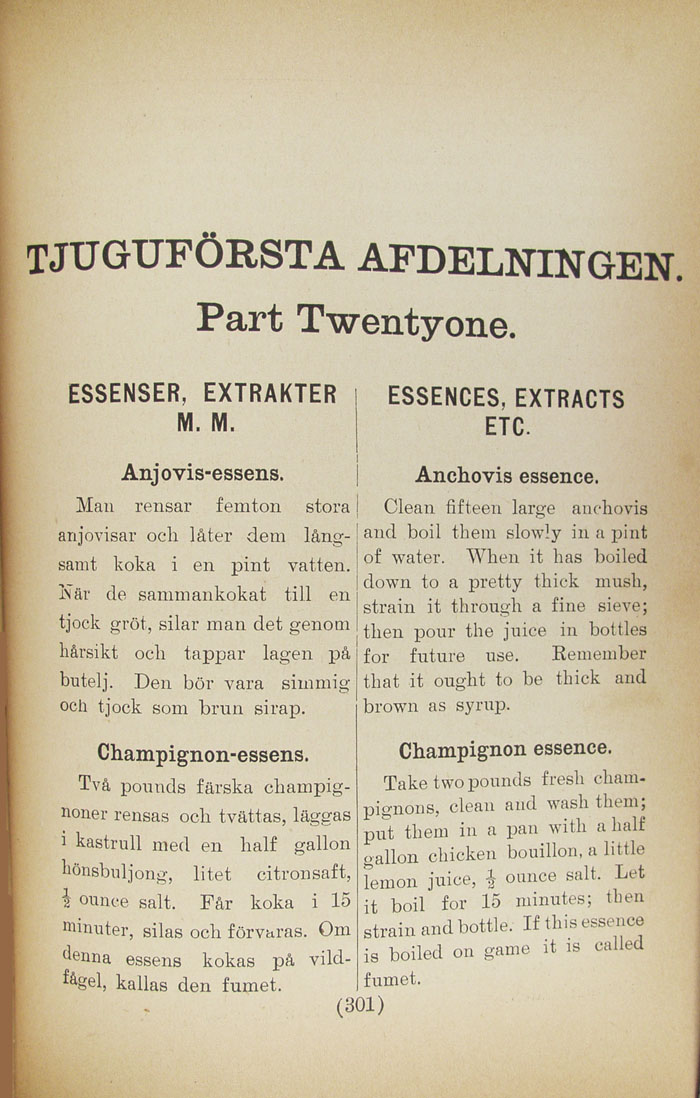 TJUGUFÖRSTA AFDELNINGEN.
Part Twentyone.
ESSENSER, EXTRAKTER
M. M.
Anjovis-essens.
Man rensar femton stora
anjovisar och låter dem lång-
samt koka i en pint vatten.
När de sammankokat till en
tjock gröt, silar man det genom
hårsikt och tappar lagen på
butelj. Den bör vara simmig
och tjock som brun sirap.
Champignon-essens.
Två pounds färska champig-
noner rensas och tvättas, läggas
i kastrull med en half gallon
hönsbuljong, litet citronsaft,
½ ounce salt. Får koka i 15
minuter, silas och förvaras. Om
denna essens kokas på vild-
fågel, kallas den fumet.
ESSENCES, EXTRACTS
ETC.
Anchovis essence.
Clean fifteen large anchovis
and boil them slowly in a pint
of water. When it has boiled
down to a pretty thick mush,
strain it through a fine sieve;
then pour the juice in bottles
for future use. Remember
that it ought to be thick and
brown as syrup.
Champignon essence.
Take two pounds fresh cham-
pignons, clean and wash them;
put them in a pan with a half
gallon chicken bouillon, a little
lemon juice, ½ ounce salt. Let
it boil for 15 minutes; then
strain and bottle. If this essence
is boiled on game it is called
fumet.
(301)